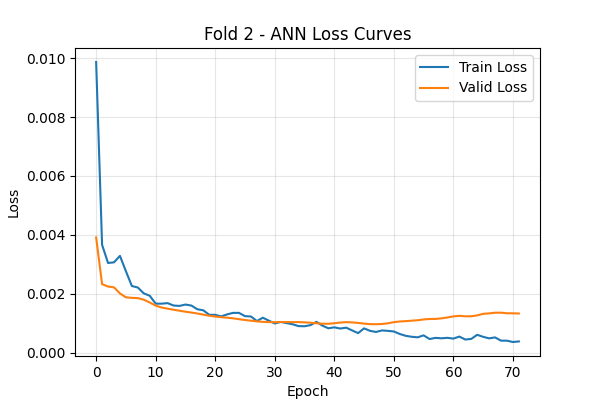 Fold 2 - ANN Loss Curves
Train Loss
Valid Loss
0.010
0.008
0.006
0.004
0.002
0.000
Loss
0 10 20 30 40 50 60 70
Epoch